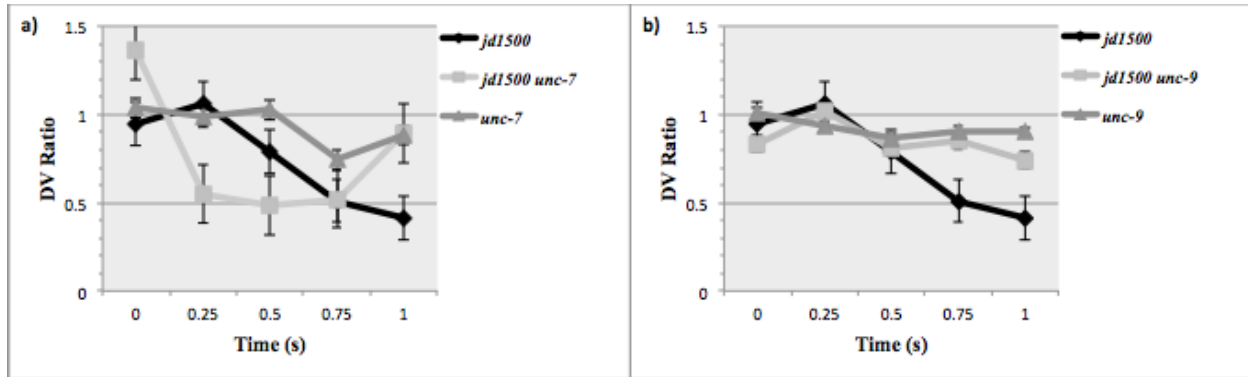 a)
1.5
1
0.5
0
DV Ratio
0 0.25 0.5 0.75 1
Time (s)
jd1500
jd1500 unc-7
unc-7
b)
1.5
1
0.5
0
DV Ratio
0 0.25 0.5 0.75 1
Time (s)
jd1500
jd1500 unc-9
unc-9